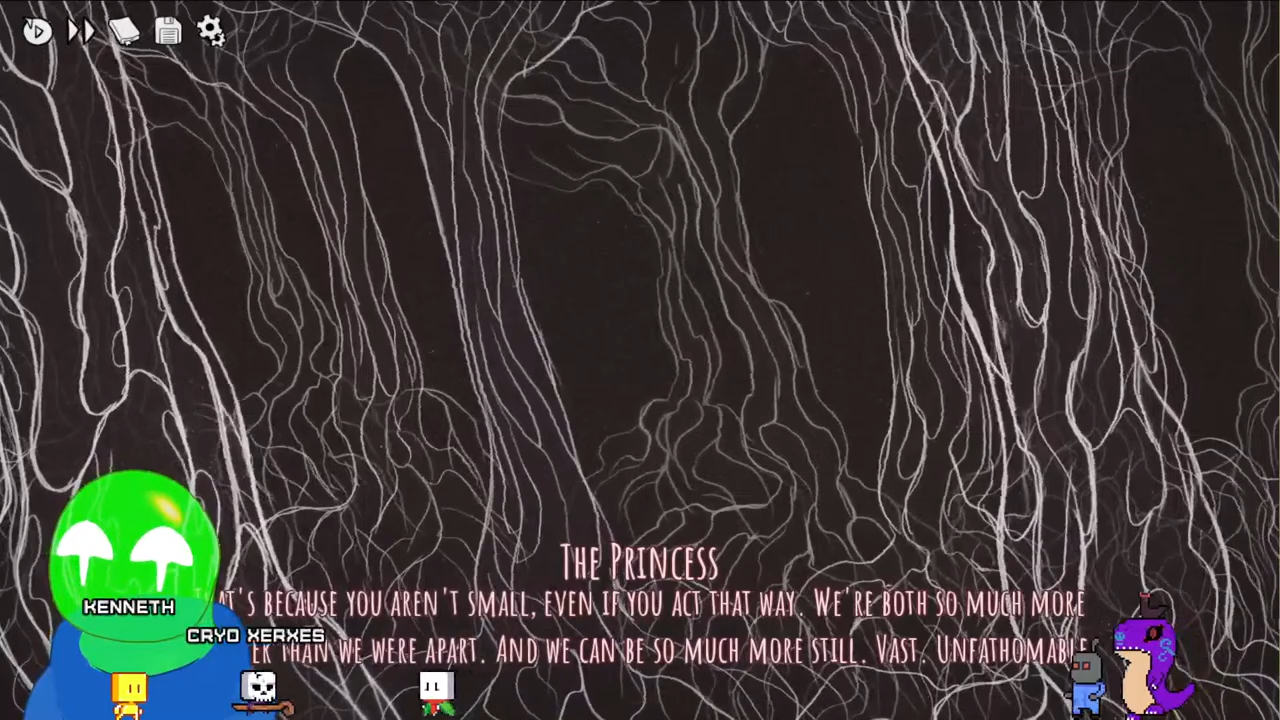 THE PRINCESS
AT'S BECAUSE YOU AREN'T SMALL, EVEN IF YOU ACT THAT WAY. WE'RE BOTH SO MUCH MORE
KENNETH
CRYO XERXES
ER THAN WE WERE APART. AND WE CAN BE SO MUCH MORE STILL. VAST. UNFATHOMABLE